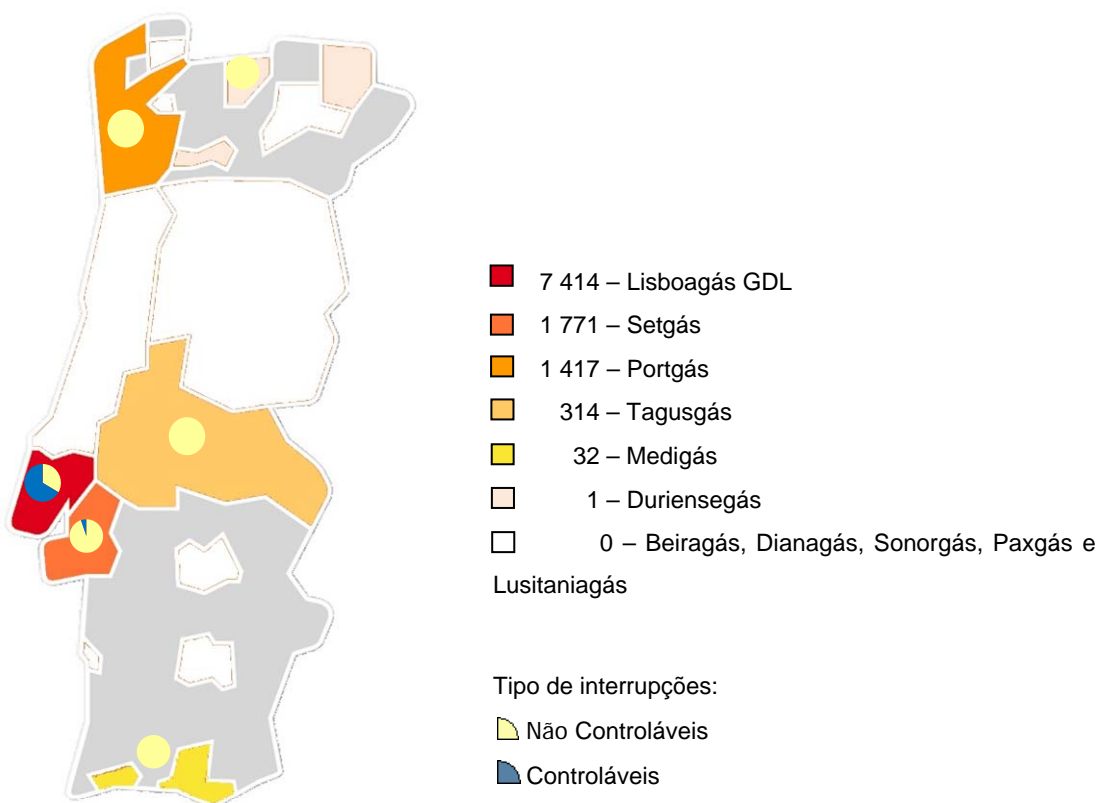 7 414 – Lisboagás GDL
1 771 – Setgás
1 417 – Portgás
314 – Tagusgás
32 – Medigás
1 – Duriensegás
0 – Beiragás, Dianagás, Sonorgás, Paxgás e
Lusitaniagás
Tipo de interrupções:
Não Controláveis
Controláveis